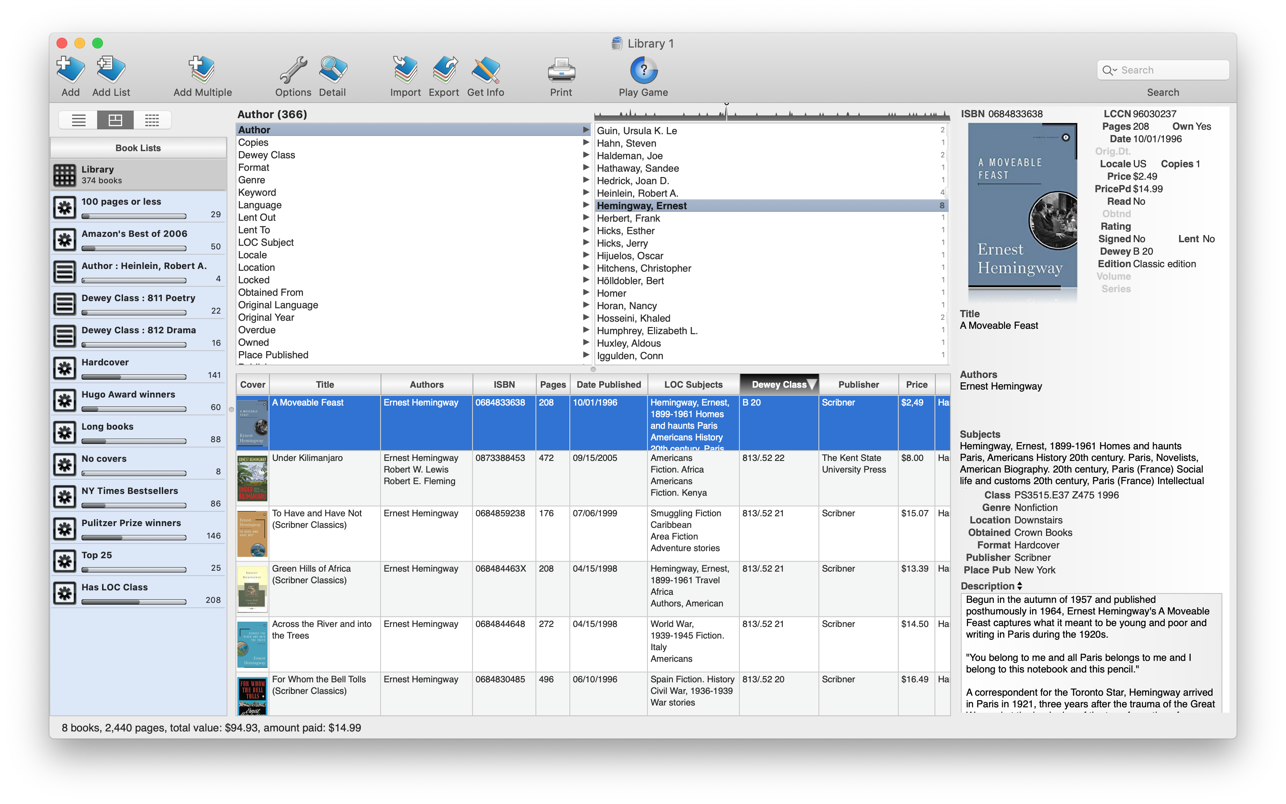 Library 1
Add
Add List
Add Multiple
Options
Detail
Import
Export
Get Info
Print
Play Game
Search
Search
Book Lists
Library
374 books
100 pages or less
29
Amazon's Best of 2006
50
Author : Heinlein, Robert A.
4
Dewey Class : 811 Poetry
22
Dewey Class : 812 Drama
16
Hardcover
141
Hugo Award winners
60
Long books
88
No covers
8
NY Times Bestsellers
86
Pulitzer Prize winners
146
Top 25
25
Has LOC Class
208
Author (366)
Author
Copies
Dewey Class
Format
Genre
Keyword
Language
Lent Out
Lent To
LOC Subject
Locale
Location
Locked
Obtained From
Original Language
Original Year
Overdue
Owned
Place Published
Guin, Ursula K. Le 2
Hahn, Steven 1
Haldeman, Joe 2
Hathaway, Sandee 1
Hedrick, Joan D. 1
Heinlein, Robert A. 4
Hemingway, Ernest 8
Herbert, Frank 1
Hicks, Esther 1
Hicks, Jerry 1
Hijuelos, Oscar 1
Hitchens, Christopher 1
Hölldobler, Bert 1
Homer 1
Horan, Nancy 1
Hosseini, Khaled 2
Humphrey, Elizabeth L. 1
Huxley, Aldous 1
Iggulden, Conn 1
Cover Title Authors ISBN Pages Date Published LOC Subjects Dewey Class Publisher Price
A Moveable Feast Ernest Hemingway 0684833638 208 10/01/1996 Hemingway, Ernest, B 20 Scribner $2,49 Ha
1899-1961 Homes
and haunts Paris
Americans History
20th century, Paris
Under Kilimanjaro Ernest Hemingway 0873388453 472 09/15/2005 Americans 813/.52 22 The Kent State $8.00 Ha
Robert W. Lewis Fiction. Africa University Press
Robert E. Fleming Americans
Fiction. Kenya
To Have and Have Not Ernest Hemingway 0684859238 176 07/06/1999 Smuggling Fiction 813/.52 21 Scribner $15.07 Ha
(Scribner Classics) Caribbean
Area Fiction
Adventure stories
Green Hills of Africa Ernest Hemingway 068484463X 208 04/15/1998 Hemingway, Ernest, 813/.52 21 Scribner $13.39 Ha
(Scribner Classics) 1899-1961 Travel
Africa
Authors, American
Across the River and into Ernest Hemingway 0684844648 272 04/15/1998 World War, 813/.52 21 Scribner $14.50 Ha
the Trees 1939-1945 Fiction.
Italy
Americans
For Whom the Bell Tolls Ernest Hemingway 0684830485 496 06/10/1996 Spain Fiction. History 813/.52 20 Scribner $16.49 Ha
(Scribner Classics) Civil War, 1936-1939
War stories
ISBN 0684833638
A MOVEABLE
FEAST
Ernest
Hemingway
LCCN 96030237
Pages 208 Own Yes
Date 10/01/1996
Orig.Dt.
Locale US Copies 1
Price $2.49
PricePd $14.99
Read No
Obtnd
Rating
Signed No Lent No
Dewey B 20
Edition Classic edition
Volume
Series
Title
A Moveable Feast
Authors
Ernest Hemingway
Subjects
Hemingway, Ernest, 1899-1961 Homes and haunts
Paris, Americans History 20th century. Paris, Novelists,
American Biography. 20th century, Paris (France) Social
life and customs 20th century, Paris (France) Intellectual
Class PS3515.E37 Z475 1996
Genre Nonfiction
Location Downstairs
Obtained Crown Books
Format Hardcover
Publisher Scribner
Place Pub New York
Description
Begun in the autumn of 1957 and published
posthumously in 1964, Ernest Hemingway's A Moveable
Feast captures what it meant to be young and poor and
writing in Paris during the 1920s.
"You belong to me and all Paris belongs to me and I
belong to this notebook and this pencil."
A correspondent for the Toronto Star, Hemingway arrived
in Paris in 1921, three years after the trauma of the Great
8 books, 2,440 pages, total value: $94.93, amount paid: $14.99